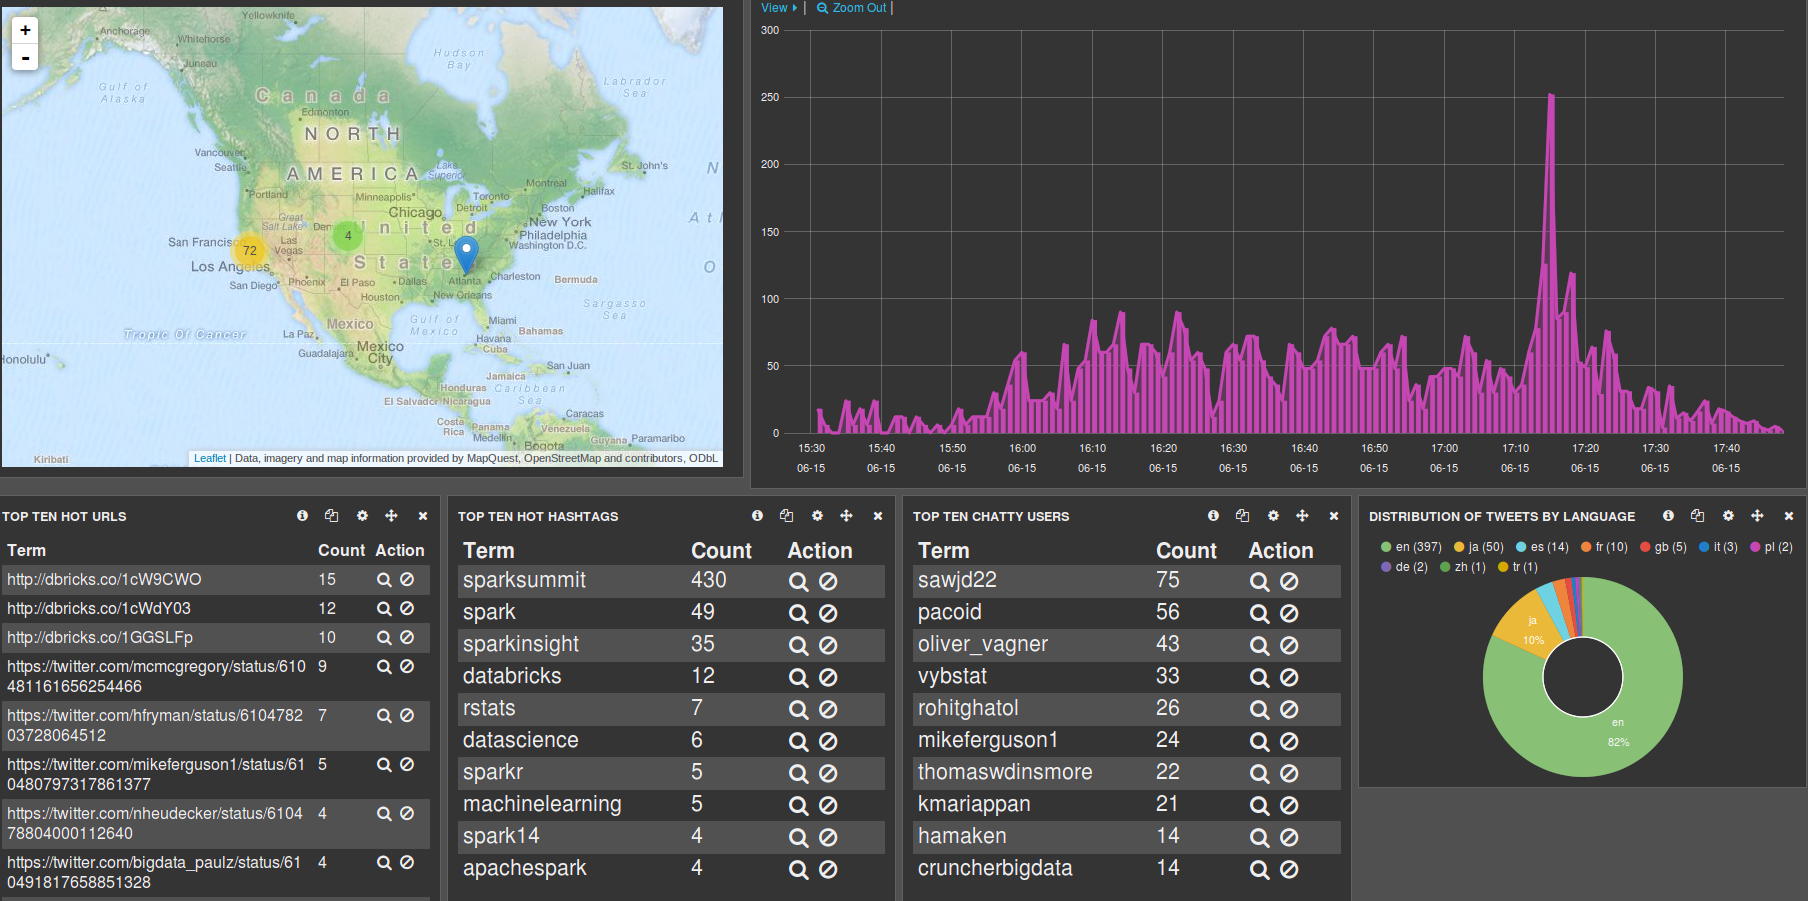 Yellowknife
Anchorage
Whitehorse
Juneau
Hudson
Bay
Gulf of
Alaska
Labrador
Sea
Canada
Edmonton
NORTH
AMERICA
Vancouver
Seattle
Lake
Superior
St. John's
N
Portland
Minneapolis
Montreal
Halifax
Toronto
Chicago
Detroit
Boston
Great
Salt Lake
United
New York
Philadelphia
Washington D.C.
At
San Francisc
72
Las
Vegas
Den
4
St. L
States
O
Los Angeles
San Diego
Phoenix
El Paso
Dallas
Atlanta
Charleston
Bermuda
Houston
New Orleans
Sargasso
Sea
Mexico
Gulf of
Mexico
Miami
Bahamas
Tropic Of Cancer
La Paz
Guadalajara
Mexico
City
Havana
Cuba
onolulu
San Juan
Jamaica
Honduras
Caribbean
Sea
El Salvador
Nicaragua
Caracas
Costa
Rica
Panama
Medellin
Venezuela
Bogota
Guyana
Paramaribo
Kiribati
+
-
Leaflet | Data, imagery and map information provided by MapQuest, OpenStreetMap and contributors, ODbL
View | Zoom Out |
300
250
200
150
100
50
0
15:30 15:40 15:50 16:00 16:10 16:20 16:30 16:40 16:50 17:00 17:10 17:20 17:30 17:40
06-15 06-15 06-15 06-15 06-15 06-15 06-15 06-15 06-15 06-15 06-15 06-15 06-15 06-15
TOP TEN HOT URLS
Term Count Action
http://dbricks.co/1cW9CWO 15
http://dbricks.co/1cWdY03 12
http://dbricks.co/1GGSLFp 10
https://twitter.com/mcmcgregory/status/610 9
481161656254466
https://twitter.com/hfryman/status/6104782 7
03728064512
https://twitter.com/mikeferguson1/status/61 5
0480797317861377
https://twitter.com/nheudecker/status/6104 4
78804000112640
https://twitter.com/bigdata_paulz/status/61 4
0491817658851328
TOP TEN HOT HASHTAGS
Term Count Action
sparksummit 430
spark 49
sparkinsight 35
databricks 12
rstats 7
datascience 6
sparkr 5
machinelearning 5
spark14 4
apachespark 4
TOP TEN CHATTY USERS
Term Count Action
sawjd22 75
pacoid 56
oliver_vagner 43
vybstat 33
rohitghatol 26
mikeferguson1 24
thomaswdinsmore 22
kmariappan 21
hamaken 14
cruncherbigdata 14
DISTRIBUTION OF TWEETS BY LANGUAGE
en (397) ja (50) es (14) fr (10) gb (5) it (3) pl (2)
de (2) zh (1) tr (1)
ja
10%
en
82%